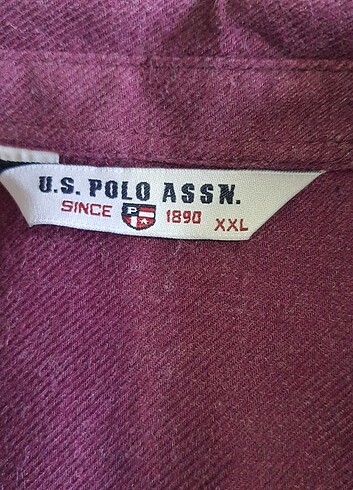 U.S. POLO ASSN.
SINCE P 1890 XXL